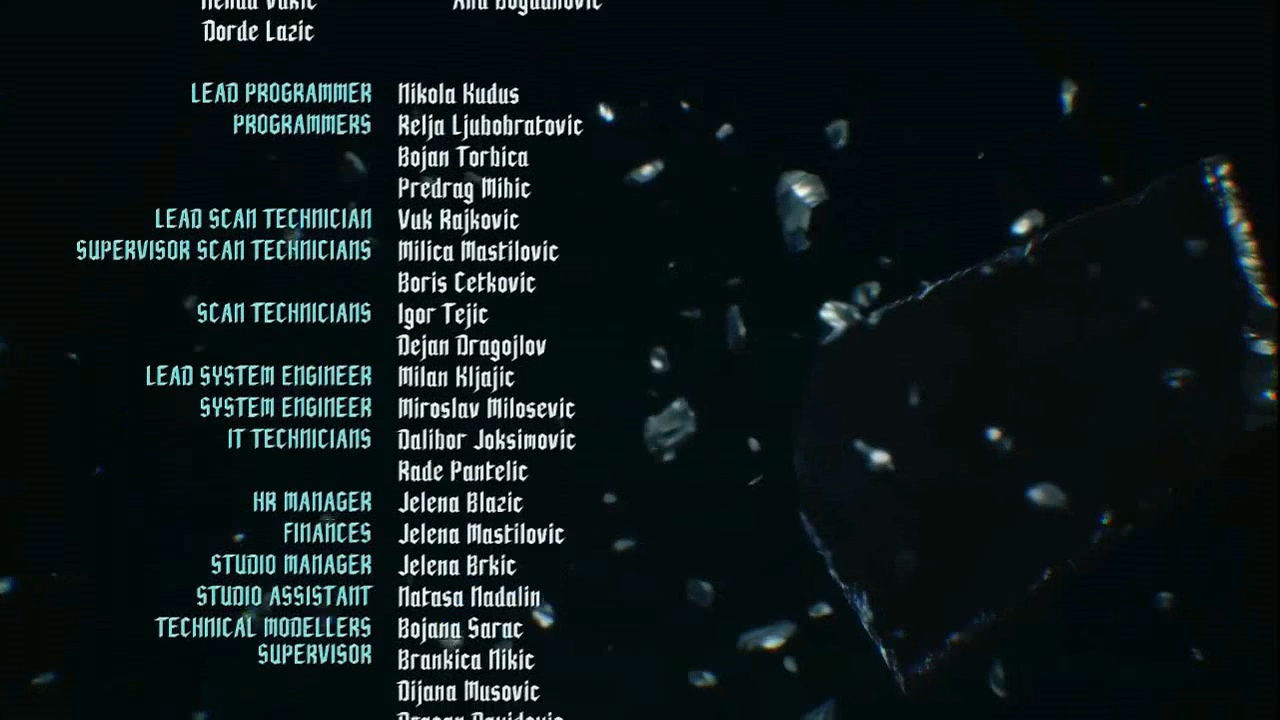 Dorde Lazic
LEAD PROGRAMMER Nikola Kudus
PROGRAMMERS Relja Ljubobratovic
Bojan Torbica
Predrag Mihic
LEAD SCAN TECHNICIAN Vuk Rajkovic
SUPERVISOR SCAN TECHNICIANS Milica Mastilovic
Boris Cetkovic
SCAN TECHNICIANS Igor Tejic
Dejan Dragojlov
LEAD SYSTEM ENGINEER Milan Kljajic
SYSTEM ENGINEER Miroslav Milosevic
IT TECHNICIANS Dalibor Joksimovic
Rade Pantelic
HR MANAGER Jelena Blazic
FINANCES Jelena Mastilovic
STUDIO MANAGER Jelena Brkic
STUDIO ASSISTANT Natasa Nadalin
TECHNICAL MODELLERS Bojana Sarac
SUPERVISOR Brankica Nikic
Dijana Musovic